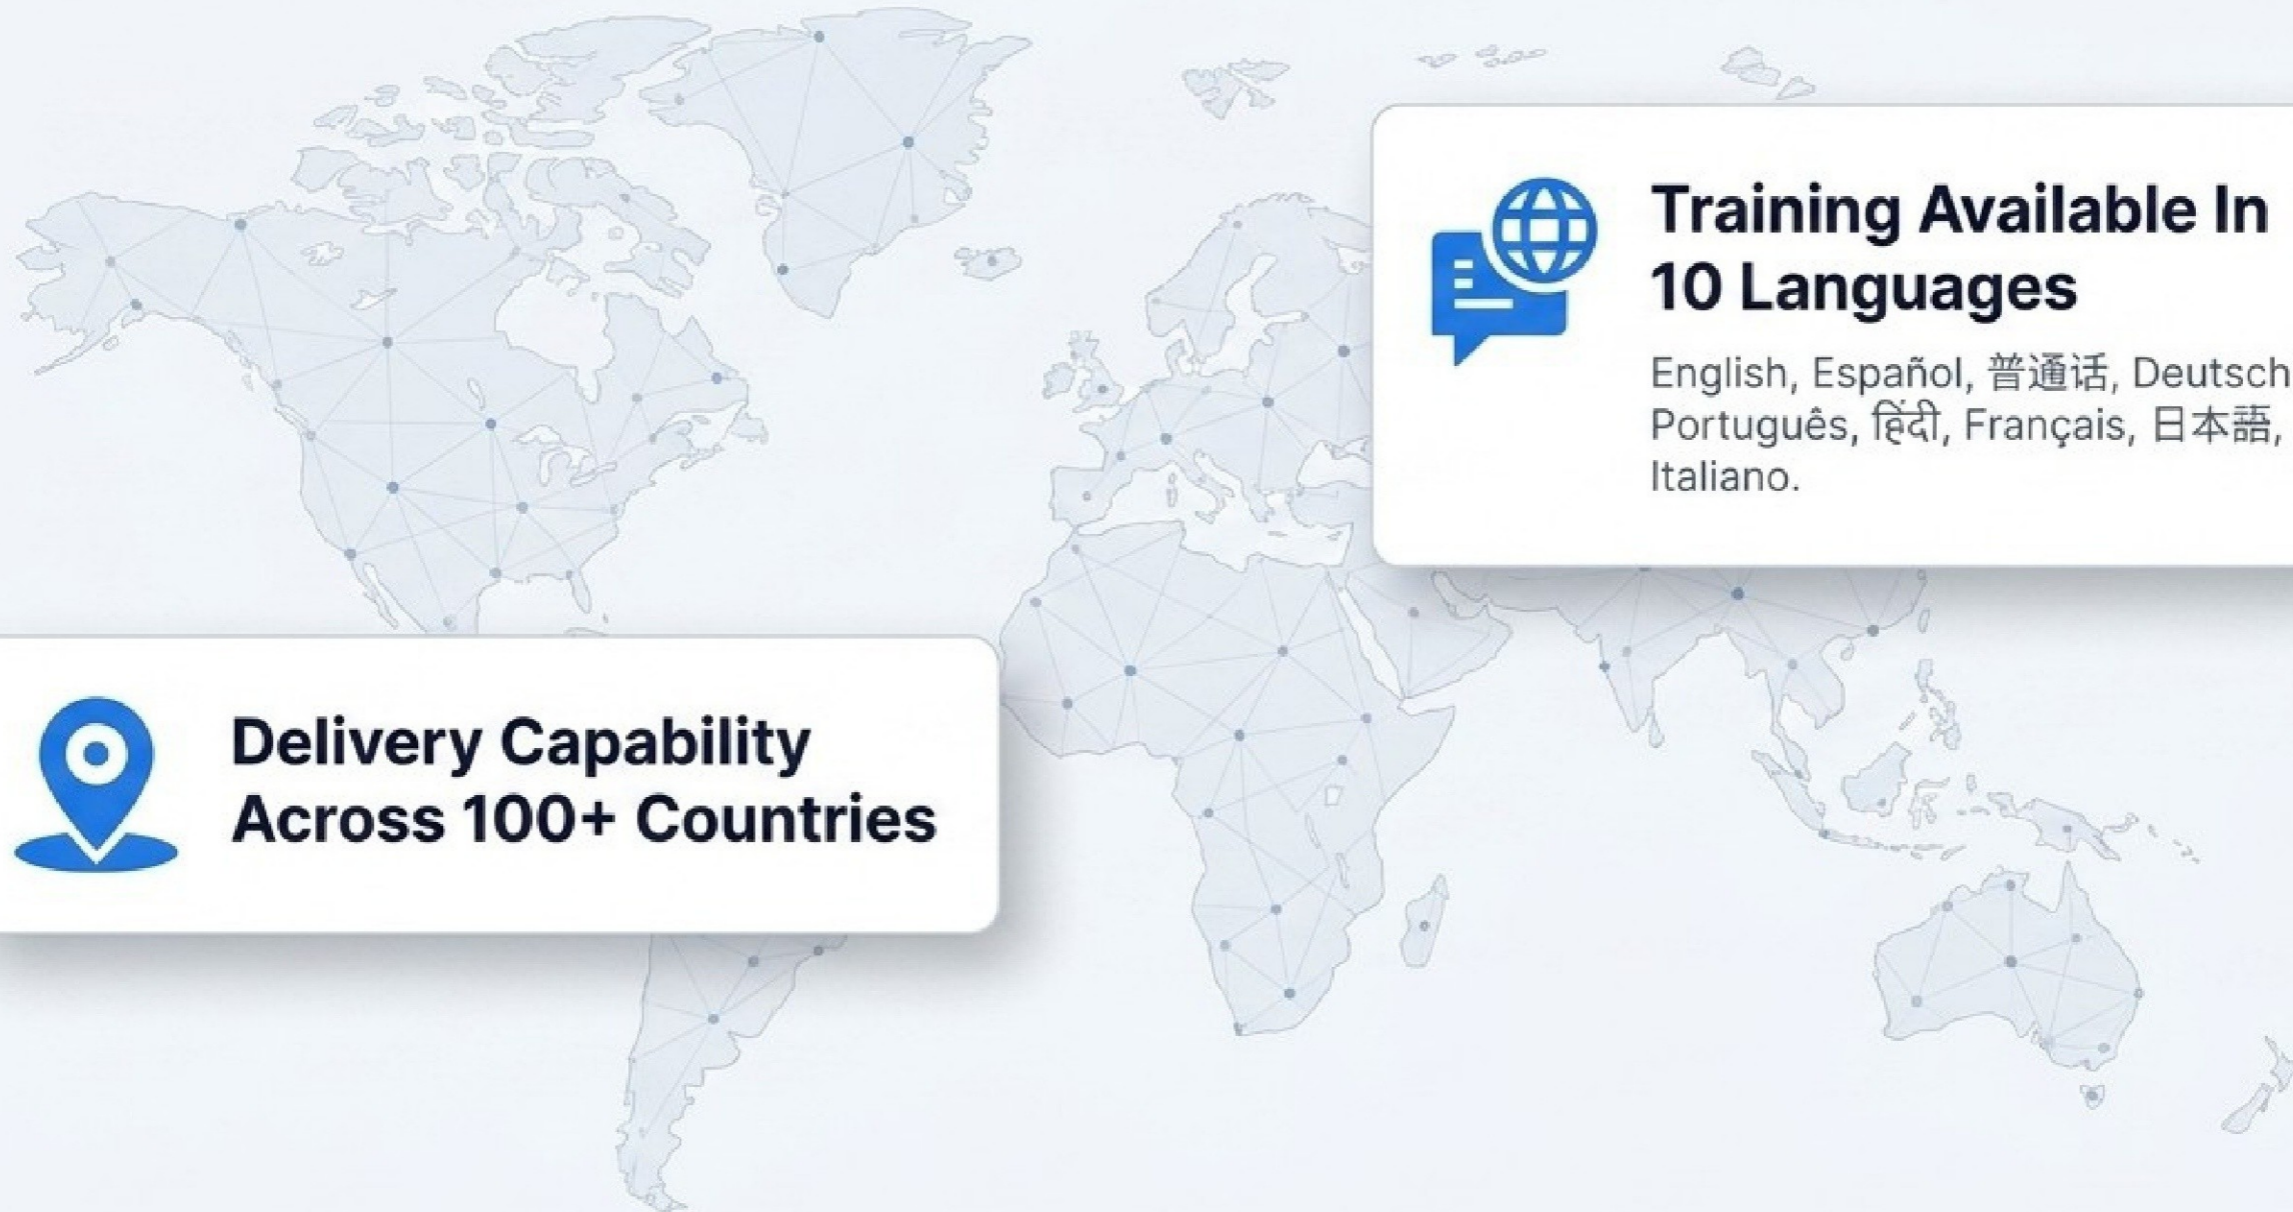 Training Available In
10 Languages
English, Español, 普通话, Deutsch
Português, हिंदी, Français, 日本語,
Italiano.
Delivery Capability
Across 100+ Countries